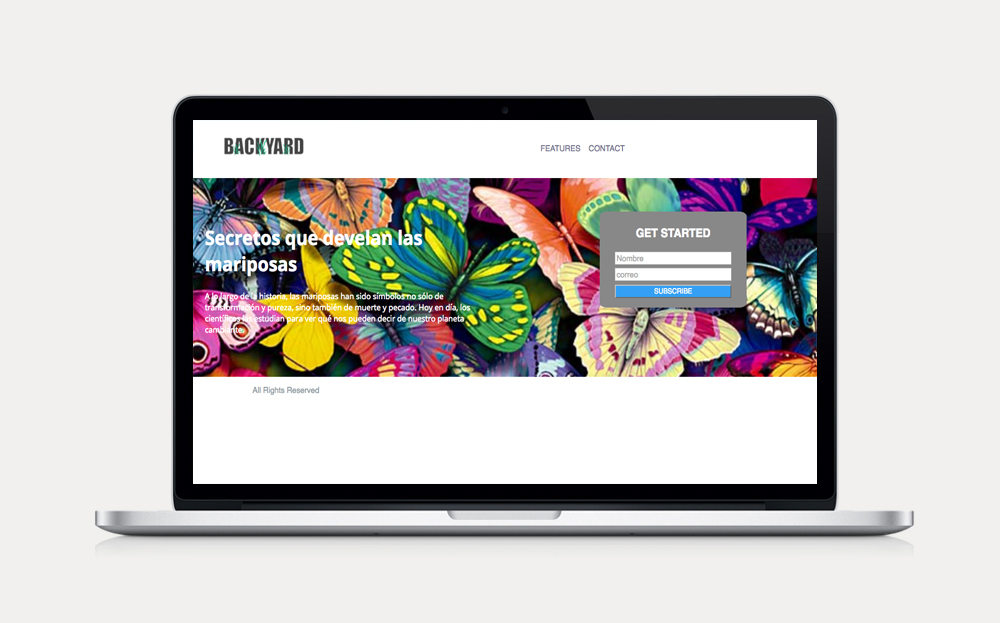 BACKYARD
FEATURES CONTACT
Secretos que develan las
mariposas
A lo largo de la historia, las mariposas han sido símbolos no sólo de
transformación y pureza, sino también de muerte y pecado. Hoy en día, los
científicos las estudian para ver qué nos pueden decir de nuestro planeta
cambiante.
GET STARTED
Nombre
correo
SUBSCRIBE
All Rights Reserved